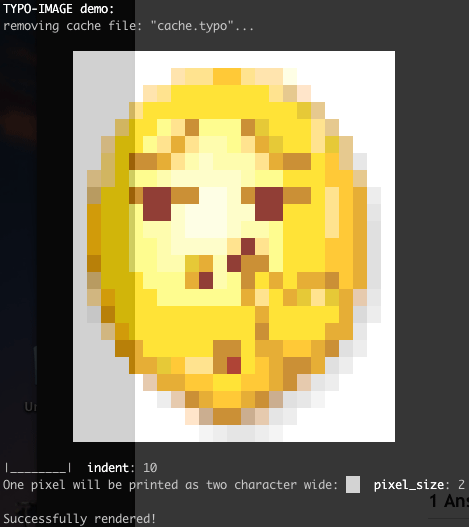 TYPO-IMAGE demo:
removing cache file: "cache.typo"...
|________|  indent: 10
One pixel will be printed as two character wide:    pixel_size: 2
Successfully rendered!